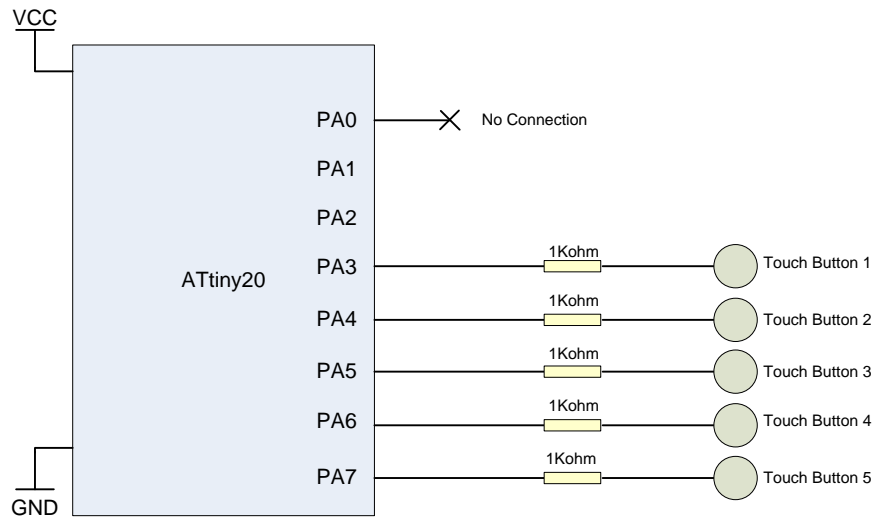 VCC
PA0
No Connection
PA1
PA2
ATtiny20
PA3
1Kohm
Touch Button 1
PA4
1Kohm
Touch Button 2
PA5
1Kohm
Touch Button 3
PA6
1Kohm
Touch Button 4
PA7
1Kohm
Touch Button 5
GND